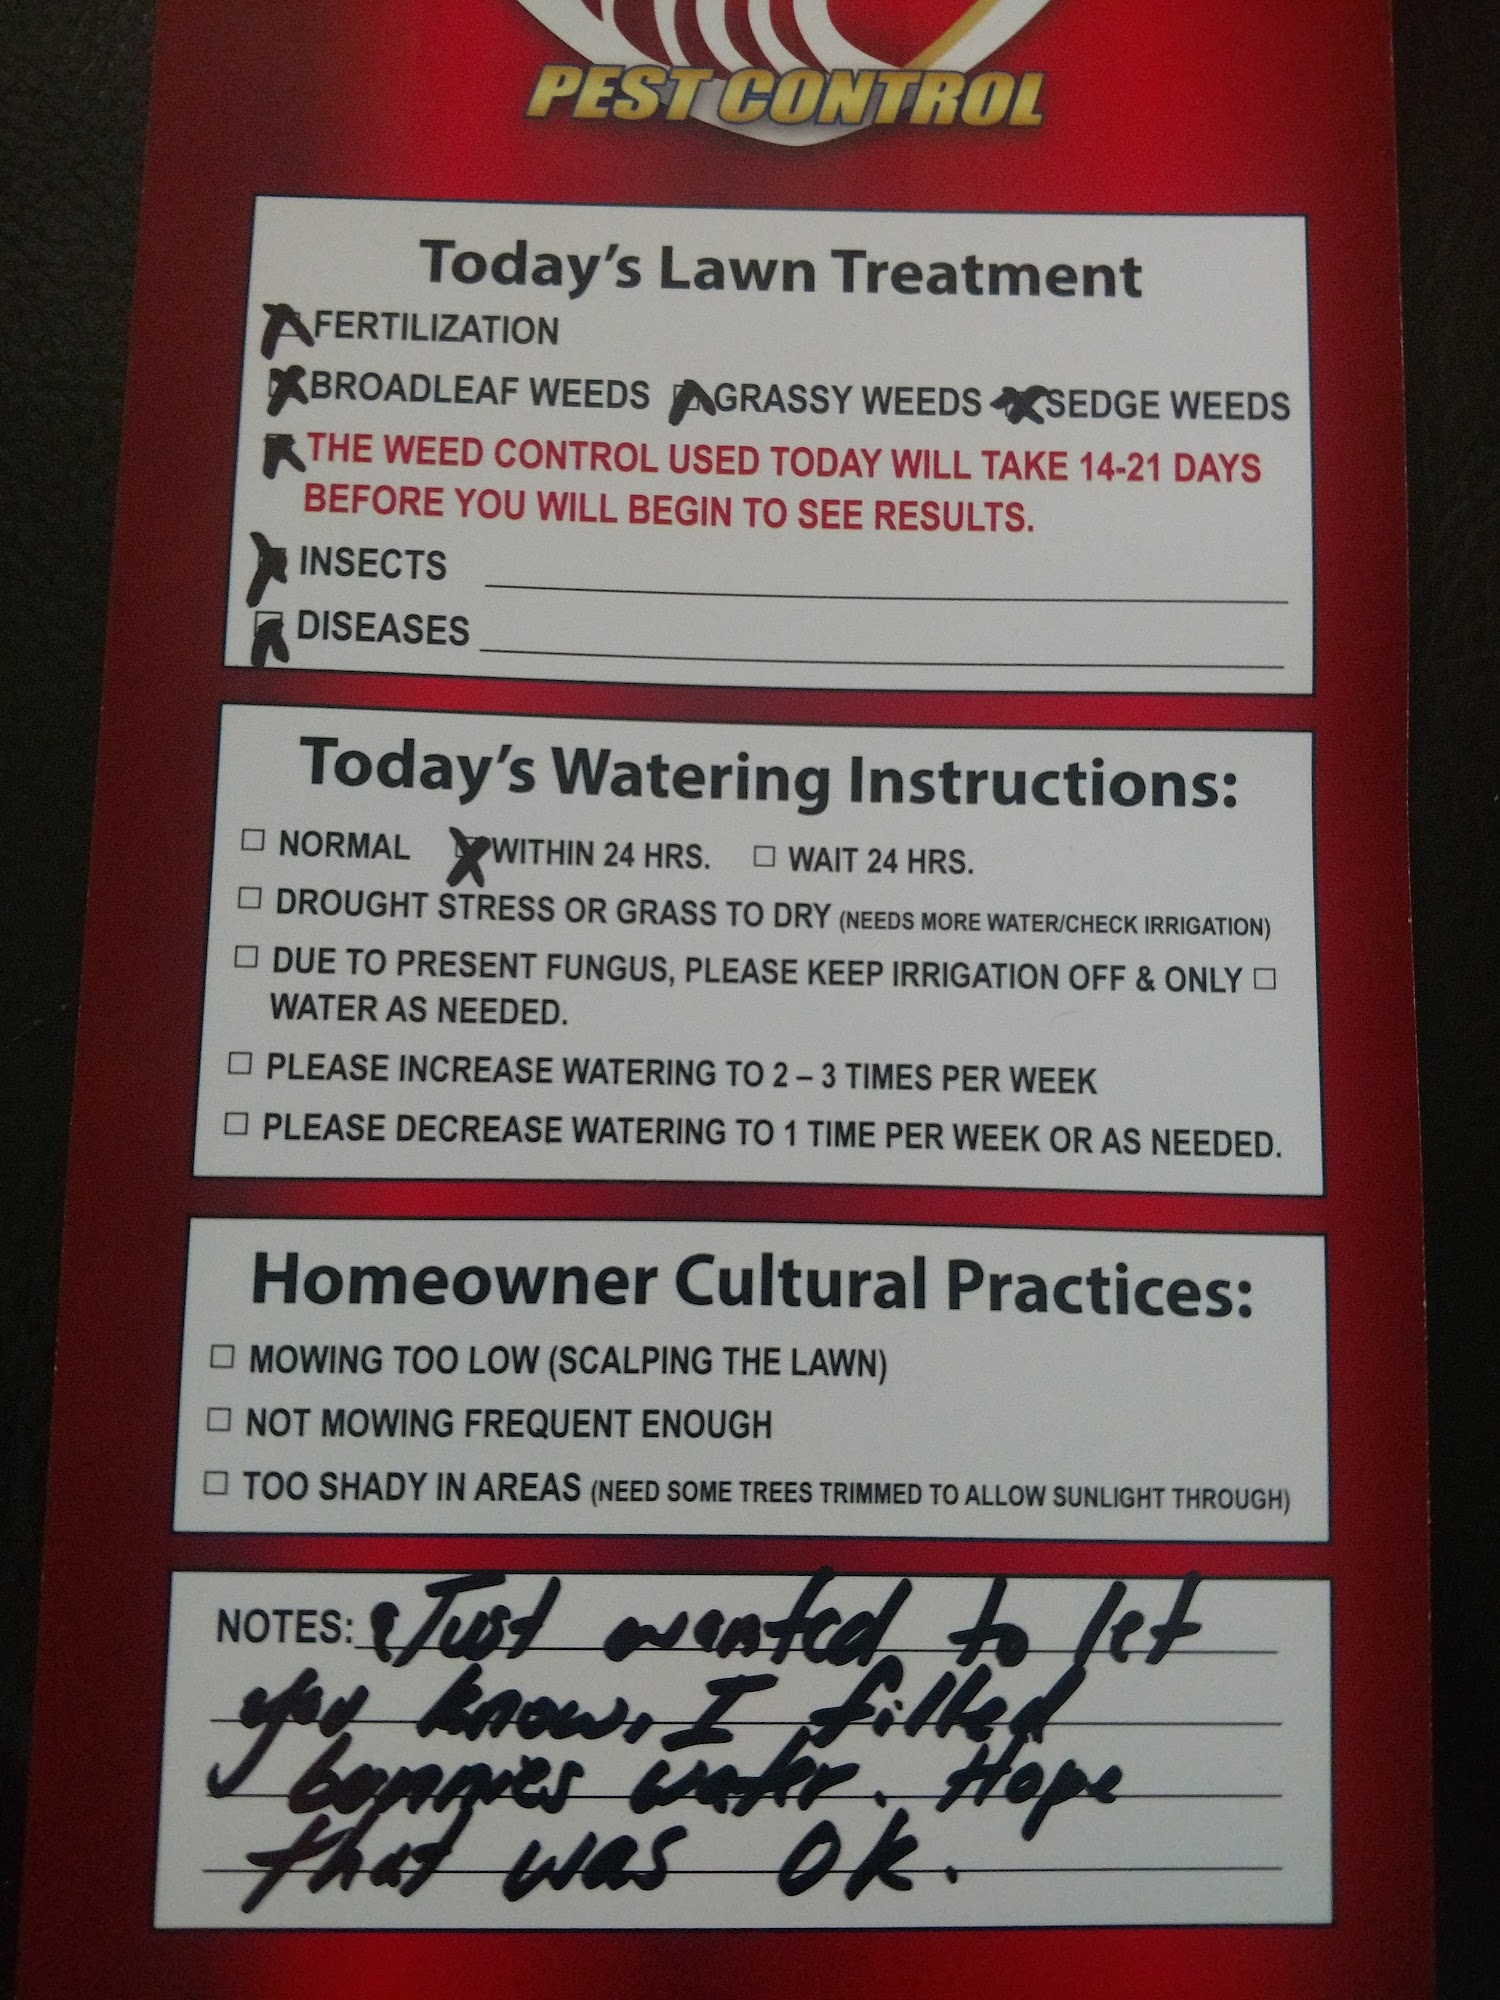 PEST CONTROL
Today's Lawn Treatment
FERTILIZATION
BROADLEAF WEEDS GRASSY WEEDS SEDGE WEEDS
THE WEED CONTROL USED TODAY WILL TAKE 14-21 DAYS
BEFORE YOU WILL BEGIN TO SEE RESULTS.
INSECTS
DISEASES
Today's Watering Instructions:
NORMAL WITHIN 24 HRS. WAIT 24 HRS.
DROUGHT STRESS OR GRASS TO DRY (NEEDS MORE WATER/CHECK IRRIGATION)
DUE TO PRESENT FUNGUS, PLEASE KEEP IRRIGATION OFF & ONLY
WATER AS NEEDED.
PLEASE INCREASE WATERING TO 2 – 3 TIMES PER WEEK
PLEASE DECREASE WATERING TO 1 TIME PER WEEK OR AS NEEDED.
Homeowner Cultural Practices:
MOWING TOO LOW (SCALPING THE LAWN)
NOT MOWING FREQUENT ENOUGH
TOO SHADY IN AREAS (NEED SOME TREES TRIMMED TO ALLOW SUNLIGHT THROUGH)
NOTES: Just wanted to let
you know, I filled
bunnies water. Hope
that was ok.